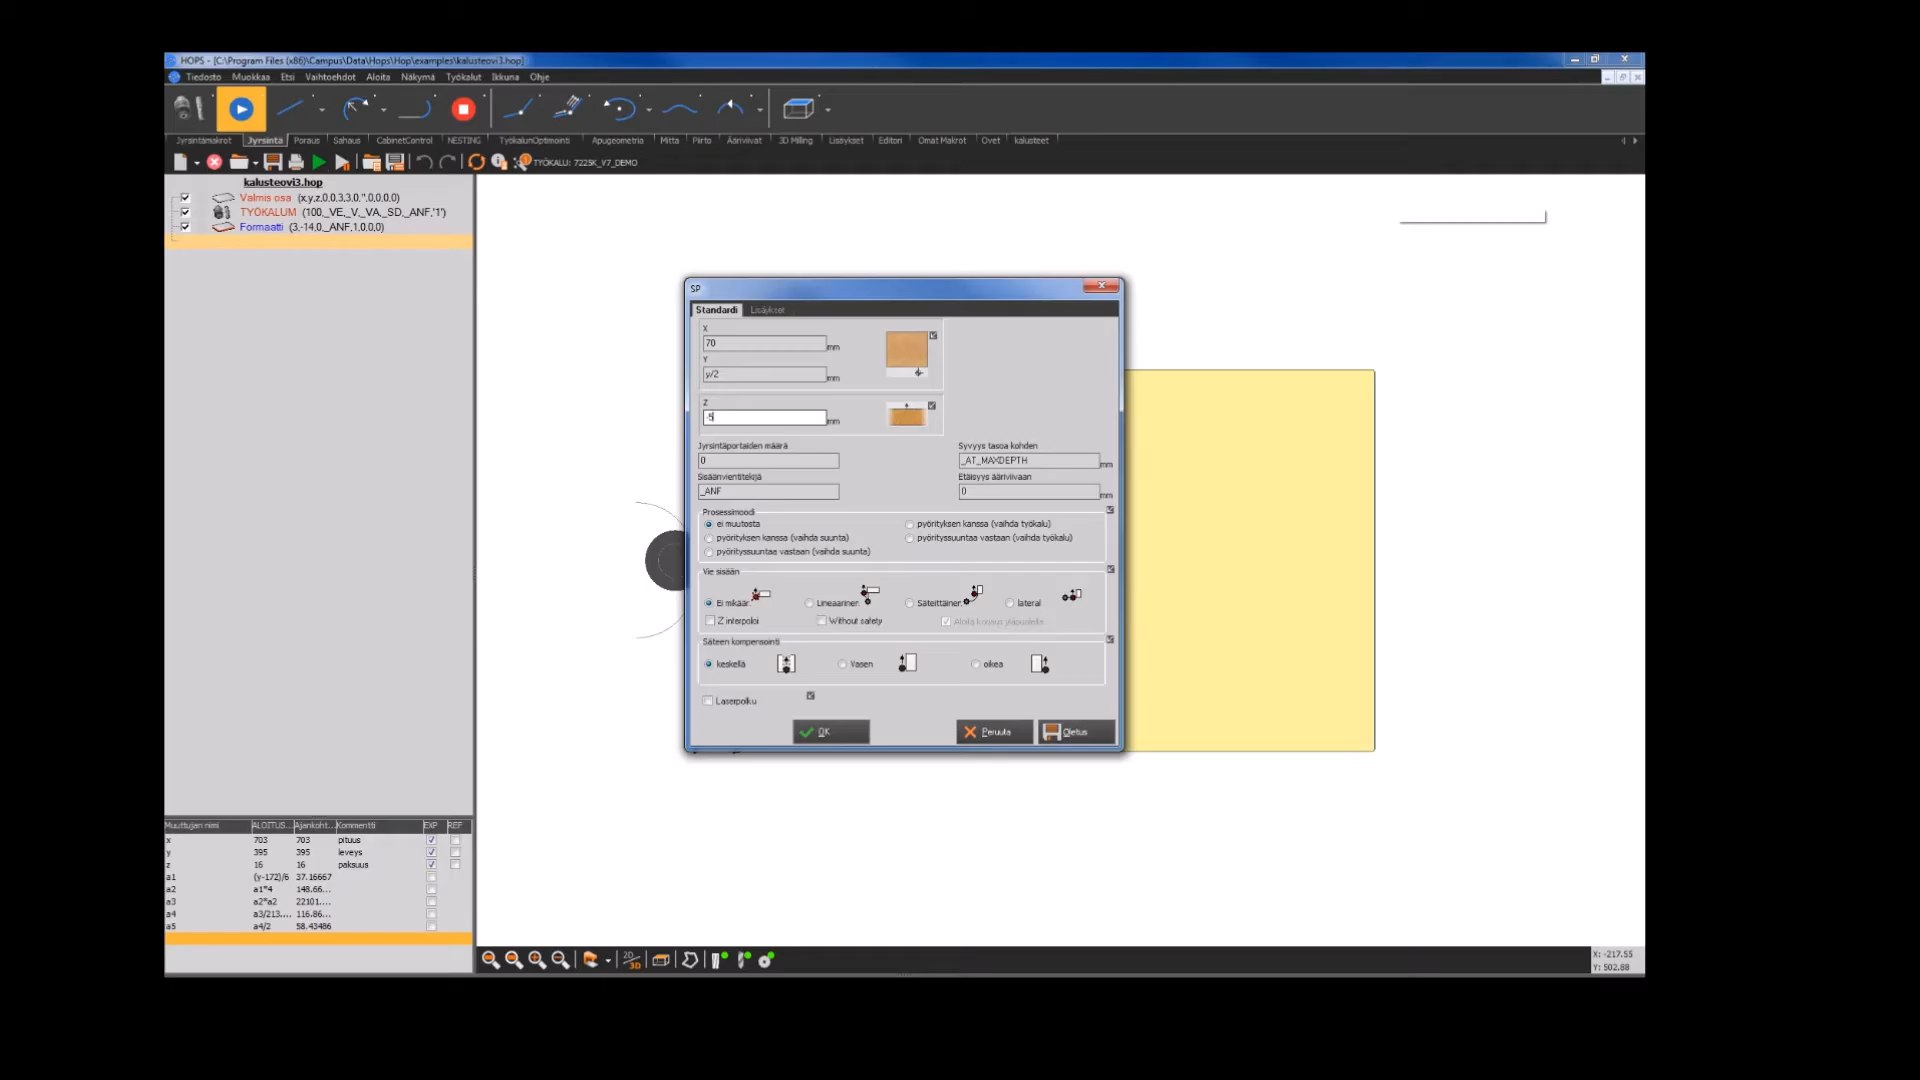 HOPS - [C:\Program Files (x86)\Campus\Data\Hops\Hop\examples\kalusteovi3.hop]
Tiedosto Muokkaa Etsi Vaihtoehdot Aloita Näkymä Työkalut Ikkuna Ohje
Jyrsintämakrot Jyrsintä Poraus Sahaus CabinetControl NESTING TyökalunOptimointi Apugeometria Mitta Piirto Ääriviivat 3D Milling Lisäykset Editori Omat Makrot Ovet kalusteet
TYÖKALU: 7225K_V7_DEMO
kalusteovi3.hop
Valmis osa (x,y,z,0,0,3,3,0,'',0,0,0,0)
TYÖKALUM (100,_VE,_V,_VA,_SD,_ANF,'1')
Formaatti (3,-14,0,_ANF,1,0,0,0)
SP
Standardi Lisäykset
X
70 mm
Y
y/2 mm
Z
-5 mm
Jyrsintäportaiden määrä Syvyys tasoa kohden
0 _AT_MAXDEPTH mm
Sisäänvientitekijä Etäisyys ääriviivaan
_ANF 0 mm
Prosessimoodi
ei muutosta pyörityksen kanssa (vaihda työkalu)
pyörityksen kanssa (vaihda suunta) pyörityssuuntaa vastaan (vaihda työkalu)
pyörityssuuntaa vastaan (vaihda suunta)
Vie sisään
Ei mikään Lineaarinen Säteittäinen lateral
Z interpoloi Without safety
Säteen kompensointi
keskellä Vasen oikea
Laserpolku
OK Peruuta Oletus
Muuttujan nimi ALOITUS... Ajankoht... Kommentti EXP REF
x 703 703 pituus
y 395 395 leveys
z 16 16 paksuus
a1 (y-172)/6 37.16667
a2 a1*4 148.66...
a3 a2*a2 22101....
a4 a3/213.... 116.86...
a5 a4/2 58.43486
2D/3D
X: -217.55
Y: 502.88